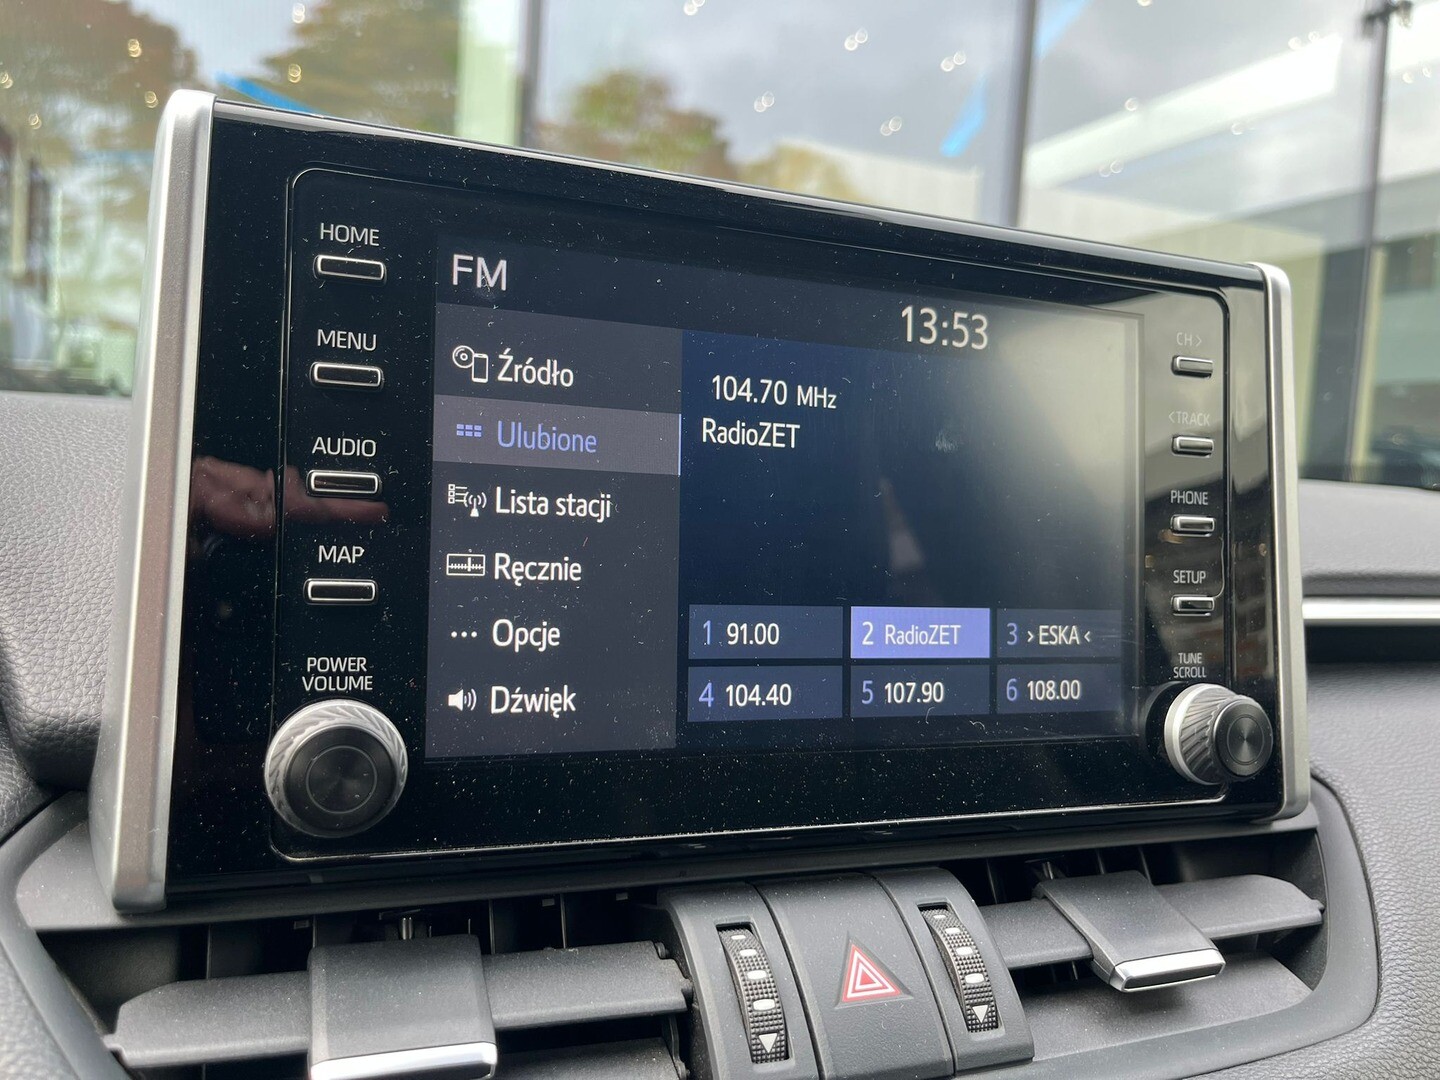 HOME
MENU
AUDIO
MAP
POWER
VOLUME
FM
13:53
Źródło
Ulubione
Lista stacji
Ręcznie
Opcje
Dźwięk
104.70 MHz
RadioZET
1 91.00
2 RadioZET
3 › ESKA ‹
4 104.40
5 107.90
6 108.00
CH >
< TRACK
PHONE
SETUP
TUNE
SCROLL